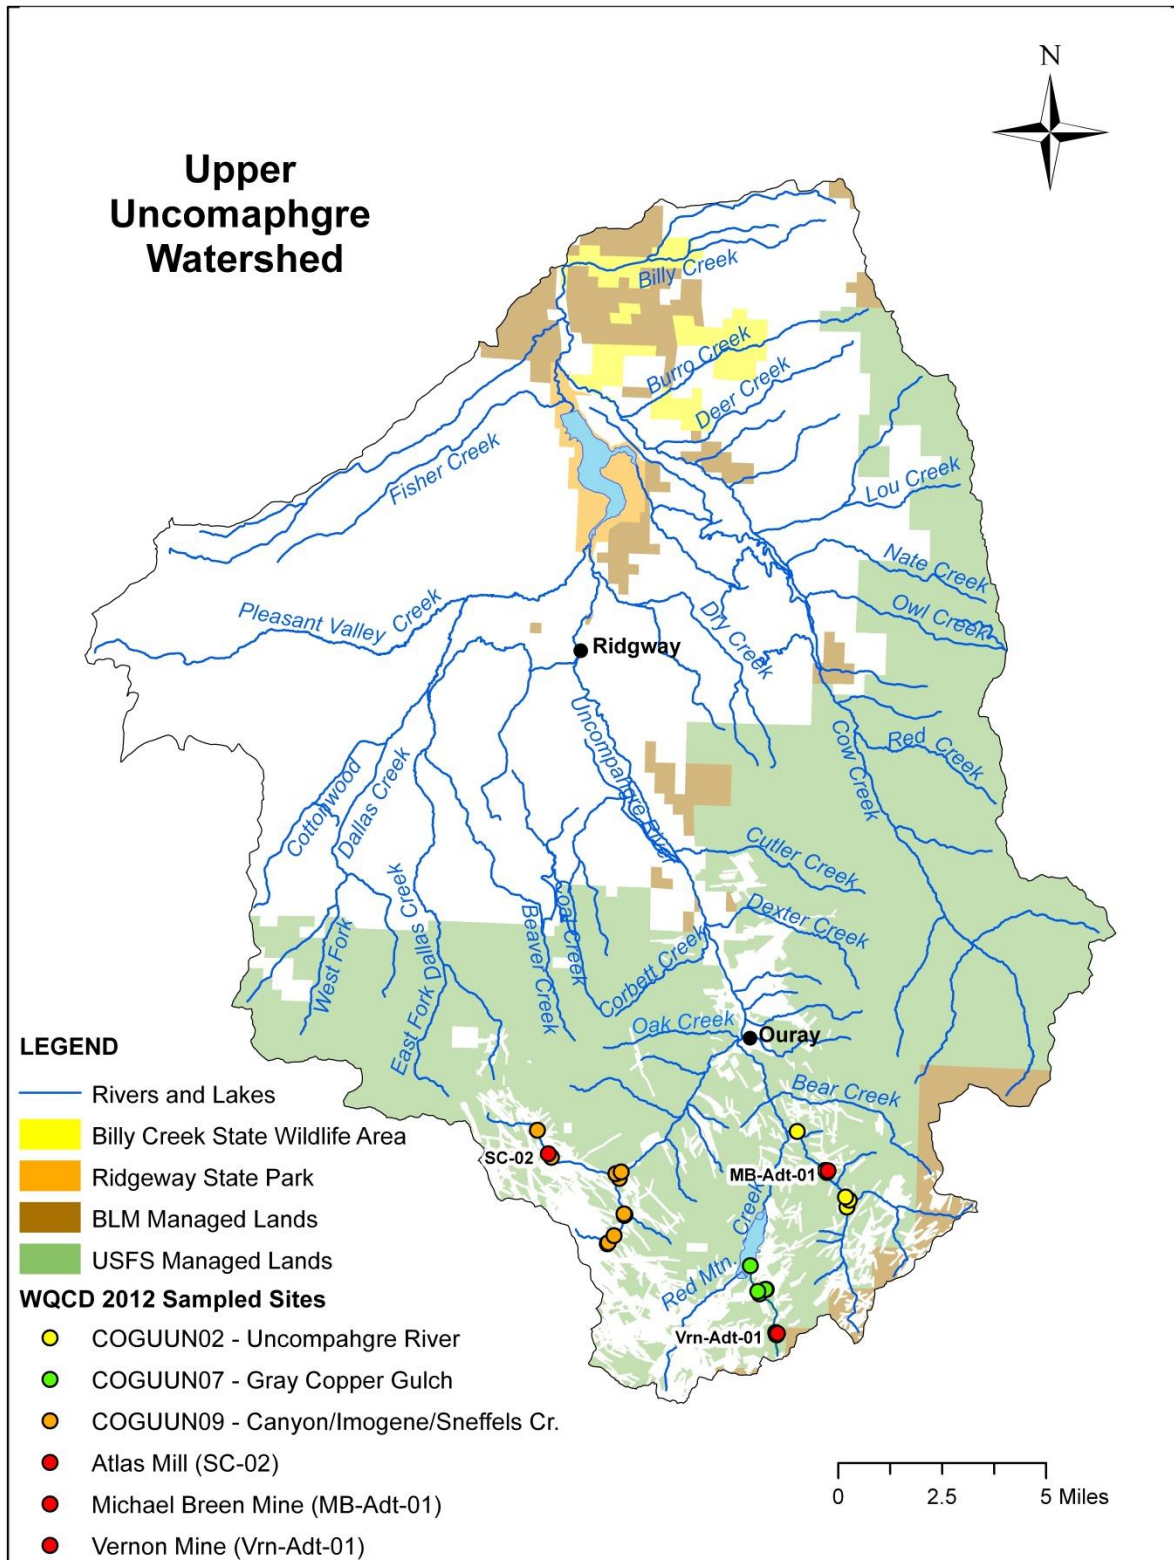 N
Upper
Uncomaphgre
Watershed
Billy Creek
Burro Creek
Deer Creek
Fisher Creek
Lou Creek
Nate Creek
Owl Creek
Pleasant Valley Creek
Dry Creek
Ridgway
Uncompahgre River
Cow Creek
Red Creek
Cottonwood
Dallas Creek
Cutler Creek
Dexter Creek
West Fork
East Fork Dallas Creek
Beaver Creek
Coal Creek
Corbett Creek
Oak Creek
Ouray
Bear Creek
SC-02
MB-Adt-01
Red Mtn. Creek
Vrn-Adt-01
LEGEND
Rivers and Lakes
Billy Creek State Wildlife Area
Ridgeway State Park
BLM Managed Lands
USFS Managed Lands
WQCD 2012 Sampled Sites
COGUUN02 - Uncompahgre River
COGUUN07 - Gray Copper Gulch
COGUUN09 - Canyon/Imogene/Sneffels Cr.
Atlas Mill (SC-02)
Michael Breen Mine (MB-Adt-01)
Vernon Mine (Vrn-Adt-01)
0 2.5 5 Miles